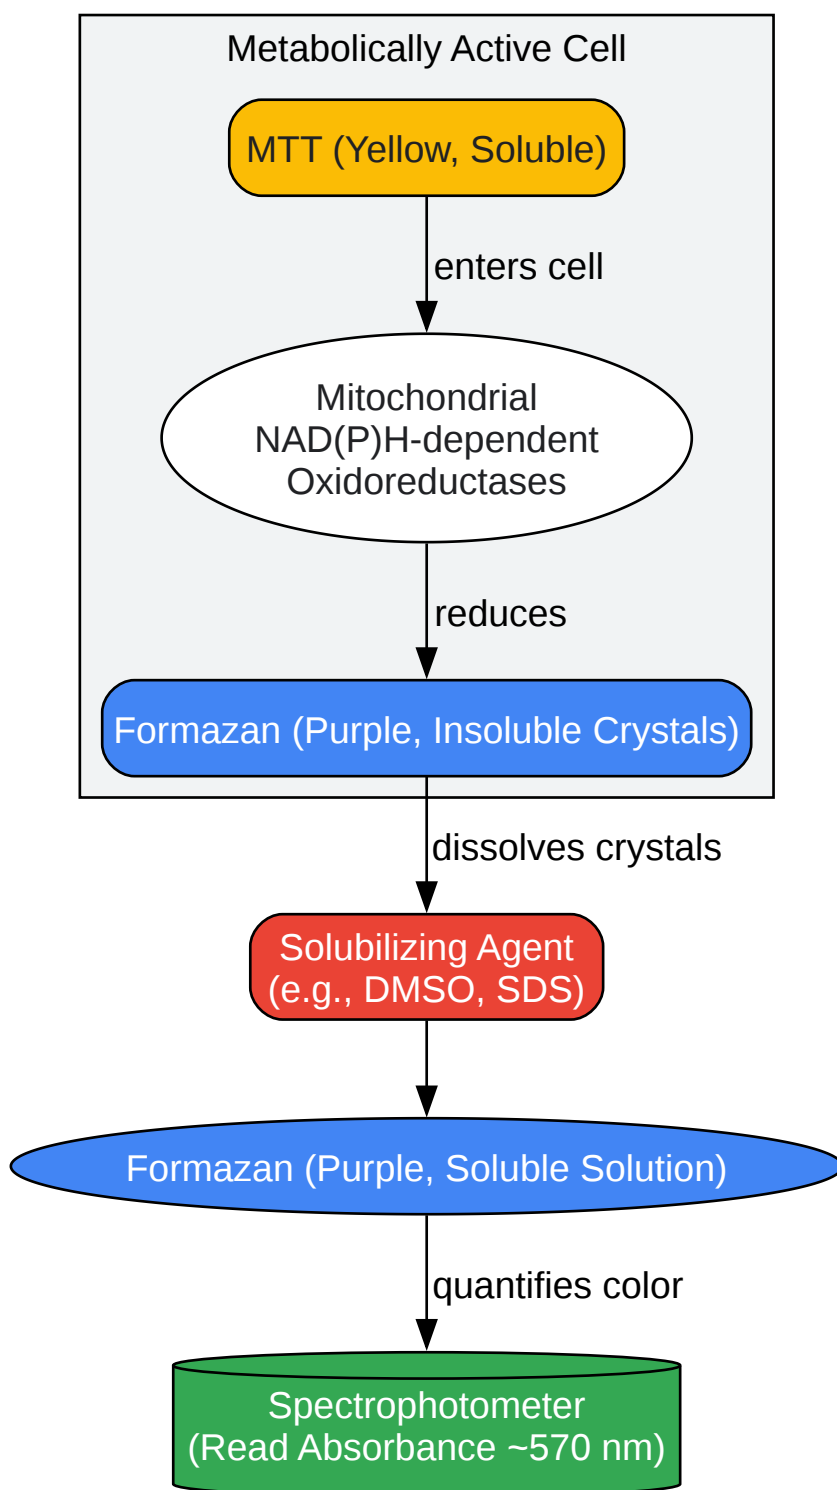 Metabolically Active Cell
MTT (Yellow, Soluble)
enters cell
Mitochondrial
NAD(P)H-dependent
Oxidoreductases
reduces
Formazan (Purple, Insoluble Crystals)
dissolves crystals
Solubilizing Agent
(e.g., DMSO, SDS)
Formazan (Purple, Soluble Solution)
quantifies color
Spectrophotometer
(Read Absorbance ~570 nm)